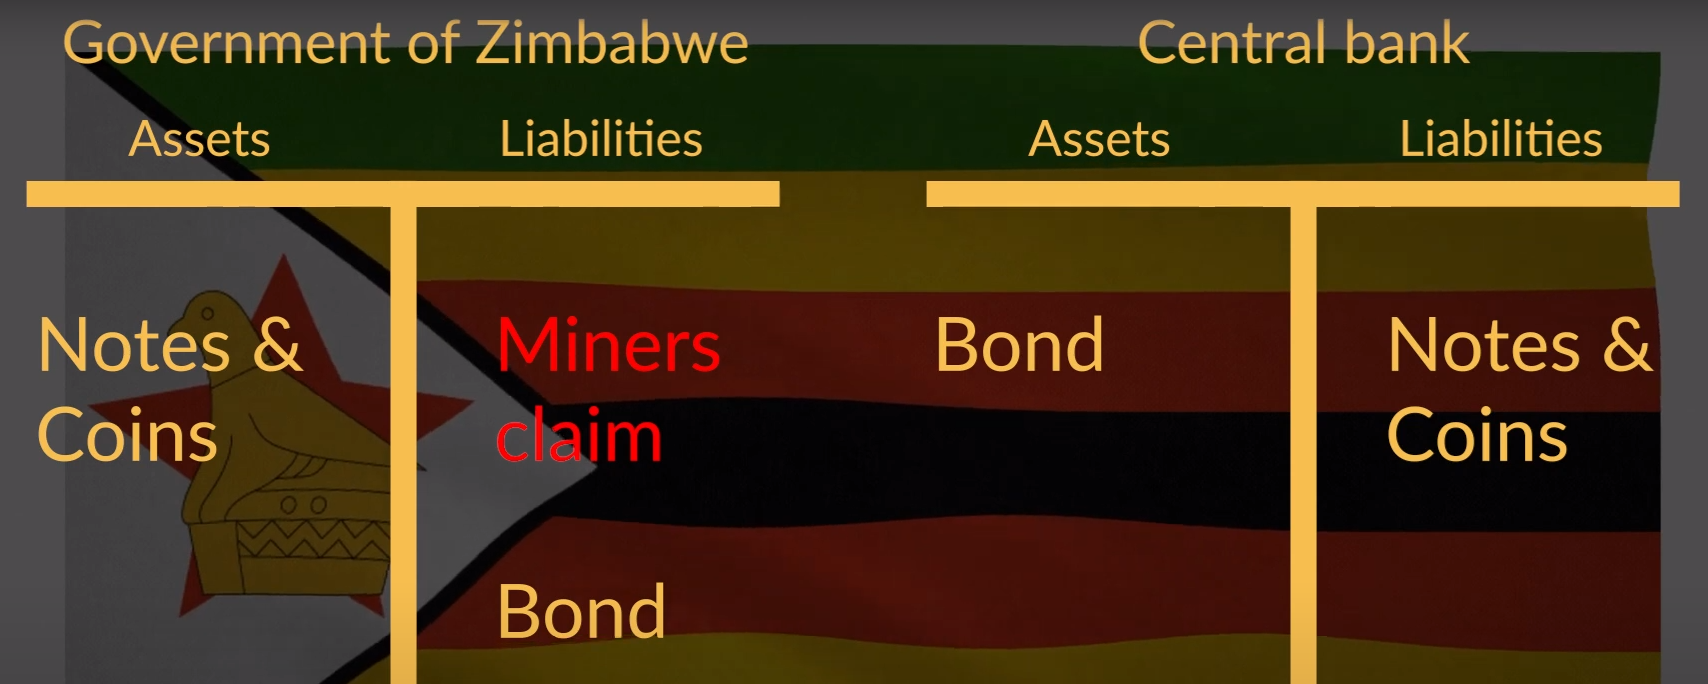 Government of Zimbabwe
Assets
Liabilities
Notes &
Coins
Miners
claim
Bond
Central bank
Assets
Liabilities
Bond
Notes &
Coins